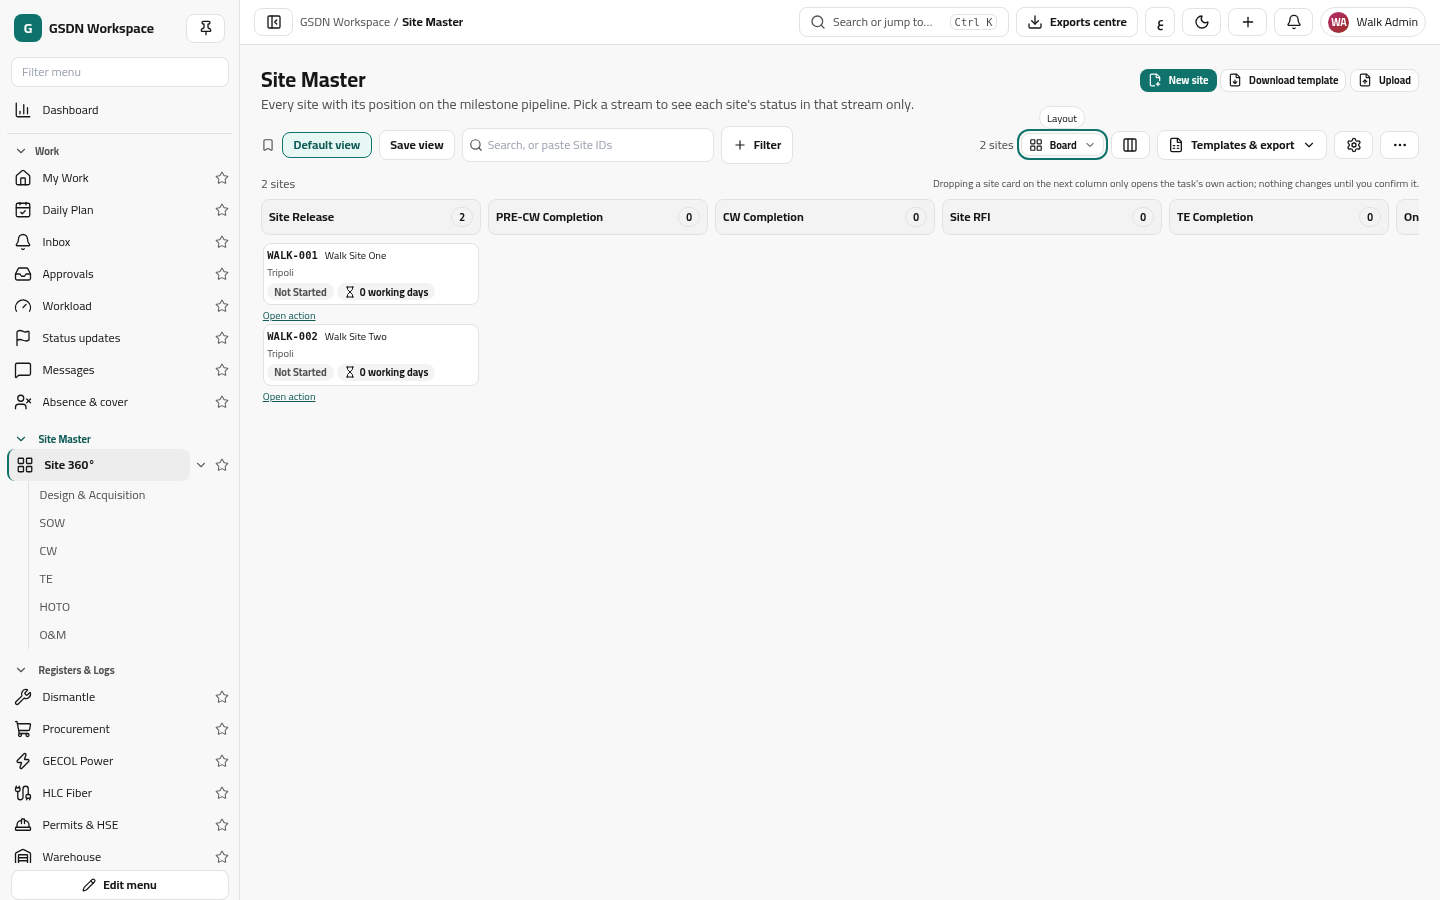 G GSDN Workspace
Filter menu
Dashboard
Work
My Work
Daily Plan
Inbox
Approvals
Workload
Status updates
Messages
Absence & cover
Site Master
Site 360°
Design & Acquisition
SOW
CW
TE
HOTO
O&M
Registers & Logs
Dismantle
Procurement
GECOL Power
HLC Fiber
Permits & HSE
Warehouse
Edit menu
GSDN Workspace / Site Master
Search or jump to... Ctrl K
Exports centre
ع
WA Walk Admin
Site Master
New site
Download template
Upload
Every site with its position on the milestone pipeline. Pick a stream to see each site's status in that stream only.
Layout
Default view
Save view
Search, or paste Site IDs
Filter
2 sites
Board
Templates & export
2 sites
Dropping a site card on the next column only opens the task's own action; nothing changes until you confirm it.
Site Release 2
PRE-CW Completion 0
CW Completion 0
Site RFI 0
TE Completion 0
On
WALK-001 Walk Site One
Tripoli
Not Started 0 working days
Open action
WALK-002 Walk Site Two
Tripoli
Not Started 0 working days
Open action